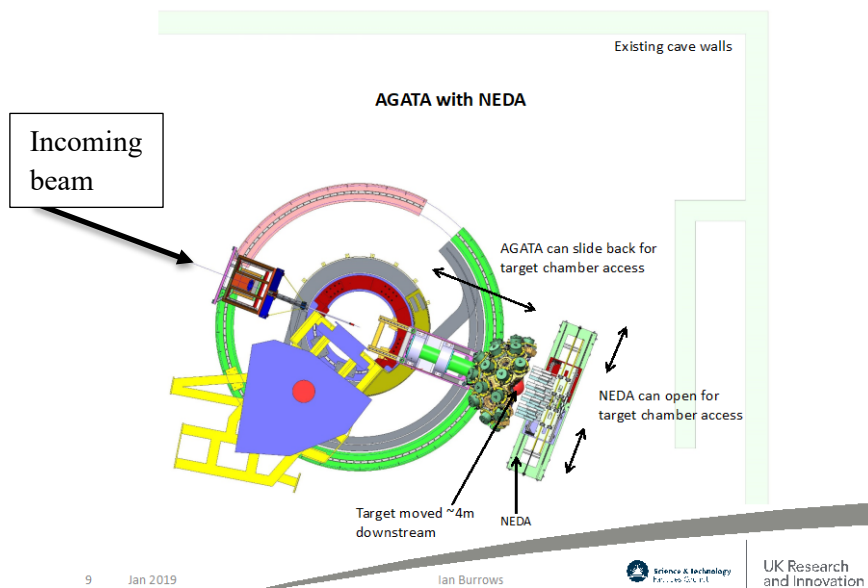 Existing cave walls
AGATA with NEDA
Incoming
beam
AGATA can slide back for
target chamber access
NEDA can open for
target chamber access
Target moved ~4m
downstream
NEDA
9 Jan 2019 Ian Burrows
Science & Technology
Facilities Council
UK Research
and Innovation